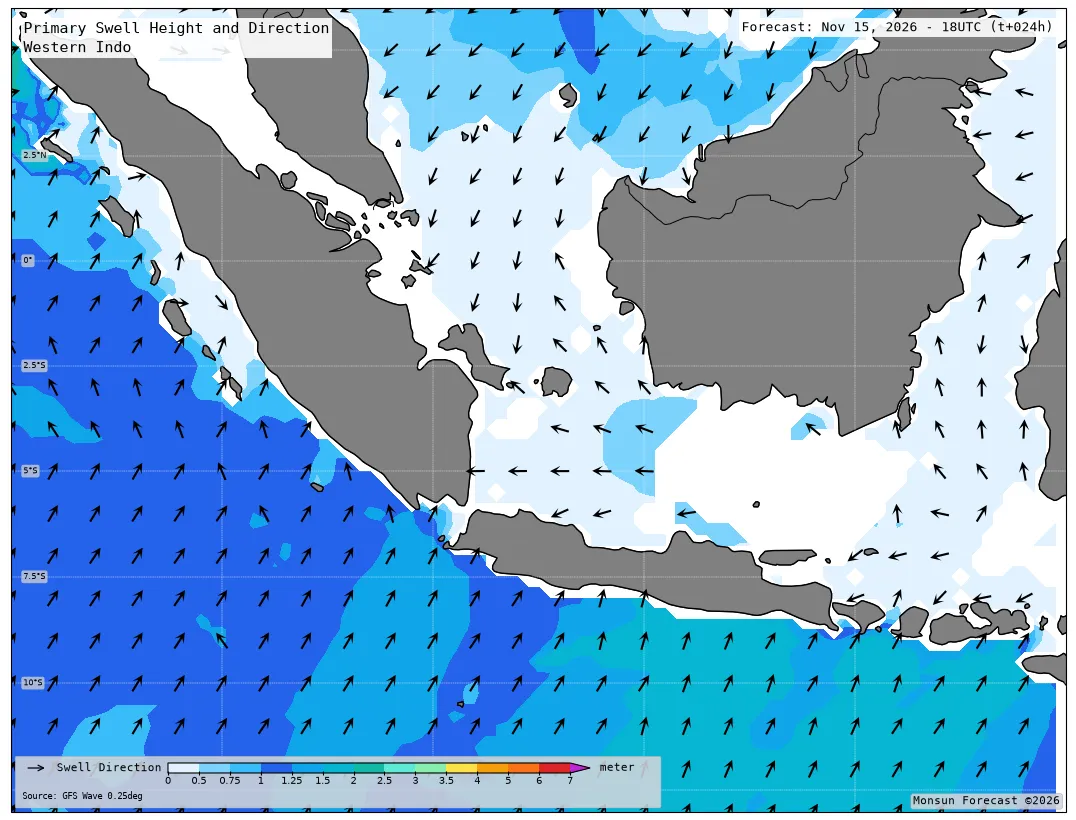 Primary Swell Height and Direction
Western Indo
Forecast: Nov 15, 2026 - 18UTC (t+024h)
2.5°N
0°
2.5°S
5°S
7.5°S
10°S
Swell Direction
meter
0 0.5 0.75 1 1.25 1.5 2 2.5 3 3.5 4 5 6 7
Source: GFS Wave 0.25deg
Monsun Forecast ©2026